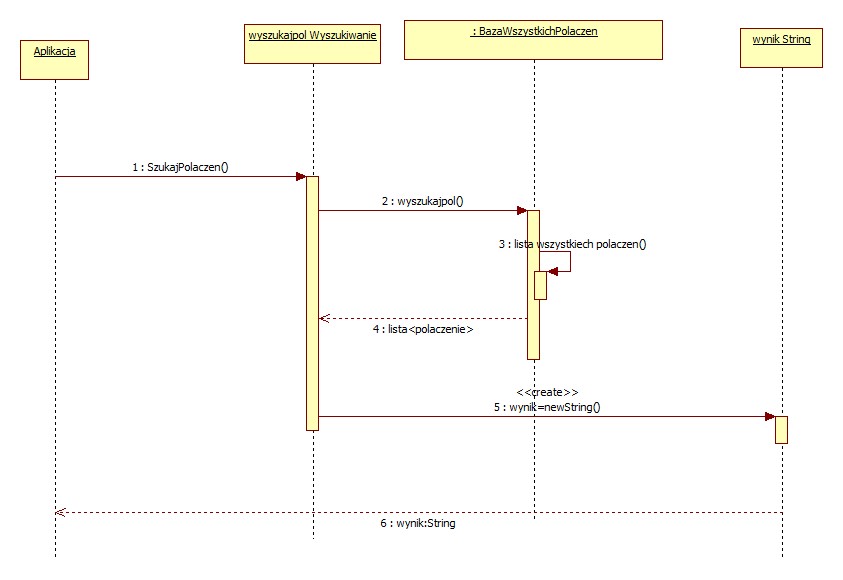 Aplikacja
wyszukajpol Wyszukiwanie
: BazaWszystkichPolaczen
wynik String
1 : SzukajPolaczen()
2 : wyszukajpol()
3 : lista wszystkiech polaczen()
4 : lista<polaczenie>
<<create>>
5 : wynik=newString()
6 : wynik:String